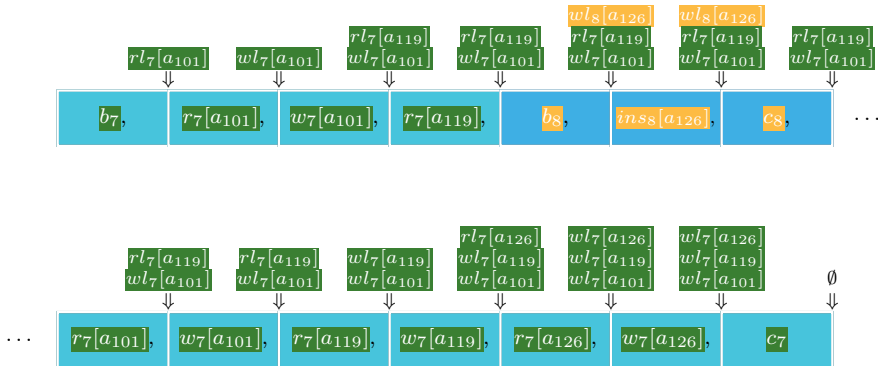 wl₈[a₁₂₆] wl₈[a₁₂₆]
rl₇[a₁₁₉] rl₇[a₁₁₉] rl₇[a₁₁₉] rl₇[a₁₁₉] rl₇[a₁₁₉]
rl₇[a₁₀₁] wl₇[a₁₀₁] wl₇[a₁₀₁] wl₇[a₁₀₁] wl₇[a₁₀₁] wl₇[a₁₀₁] wl₇[a₁₀₁]
⇓ ⇓ ⇓ ⇓ ⇓ ⇓ ⇓
b₇, r₇[a₁₀₁], w₇[a₁₀₁], r₇[a₁₁₉], b₈, ins₈[a₁₂₆], c₈, ⋯
rl₇[a₁₂₆] wl₇[a₁₂₆] wl₇[a₁₂₆]
rl₇[a₁₁₉] rl₇[a₁₁₉] wl₇[a₁₁₉] wl₇[a₁₁₉] wl₇[a₁₁₉] wl₇[a₁₁₉]
wl₇[a₁₀₁] wl₇[a₁₀₁] wl₇[a₁₀₁] wl₇[a₁₀₁] wl₇[a₁₀₁] wl₇[a₁₀₁] ∅
⇓ ⇓ ⇓ ⇓ ⇓ ⇓ ⇓
⋯ r₇[a₁₀₁], w₇[a₁₀₁], r₇[a₁₁₉], w₇[a₁₁₉], r₇[a₁₂₆], w₇[a₁₂₆], c₇